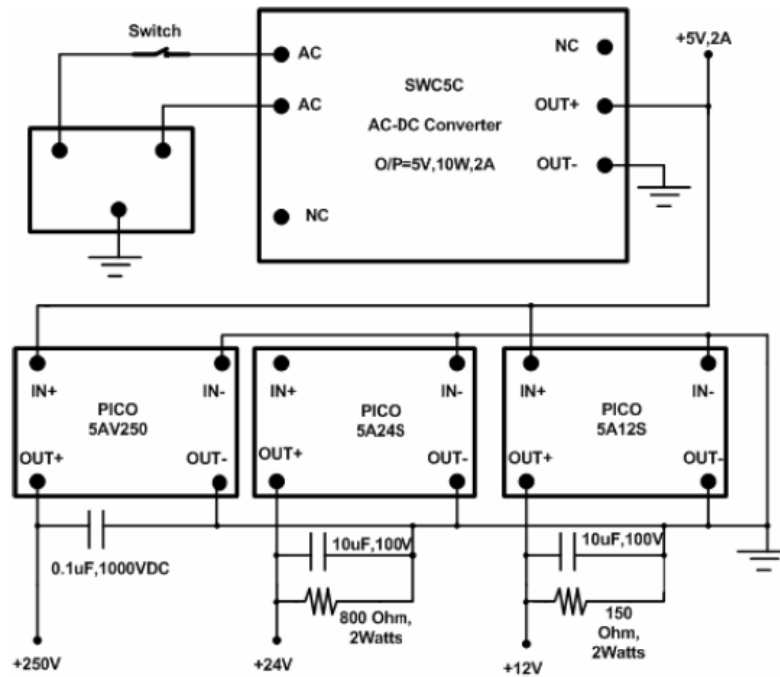 Switch
AC
NC
+5V,2A
SWC5C
AC
AC-DC Converter
OUT+
O/P=5V,10W,2A
OUT-
NC
IN+
IN-
IN+
IN-
IN+
IN-
PICO
5AV250
PICO
5A24S
PICO
5A12S
OUT+
OUT-
OUT+
OUT-
OUT+
OUT-
0.1uF,1000VDC
10uF,100V
10uF,100V
800 Ohm,
2Watts
150
Ohm,
2Watts
+250V
+24V
+12V